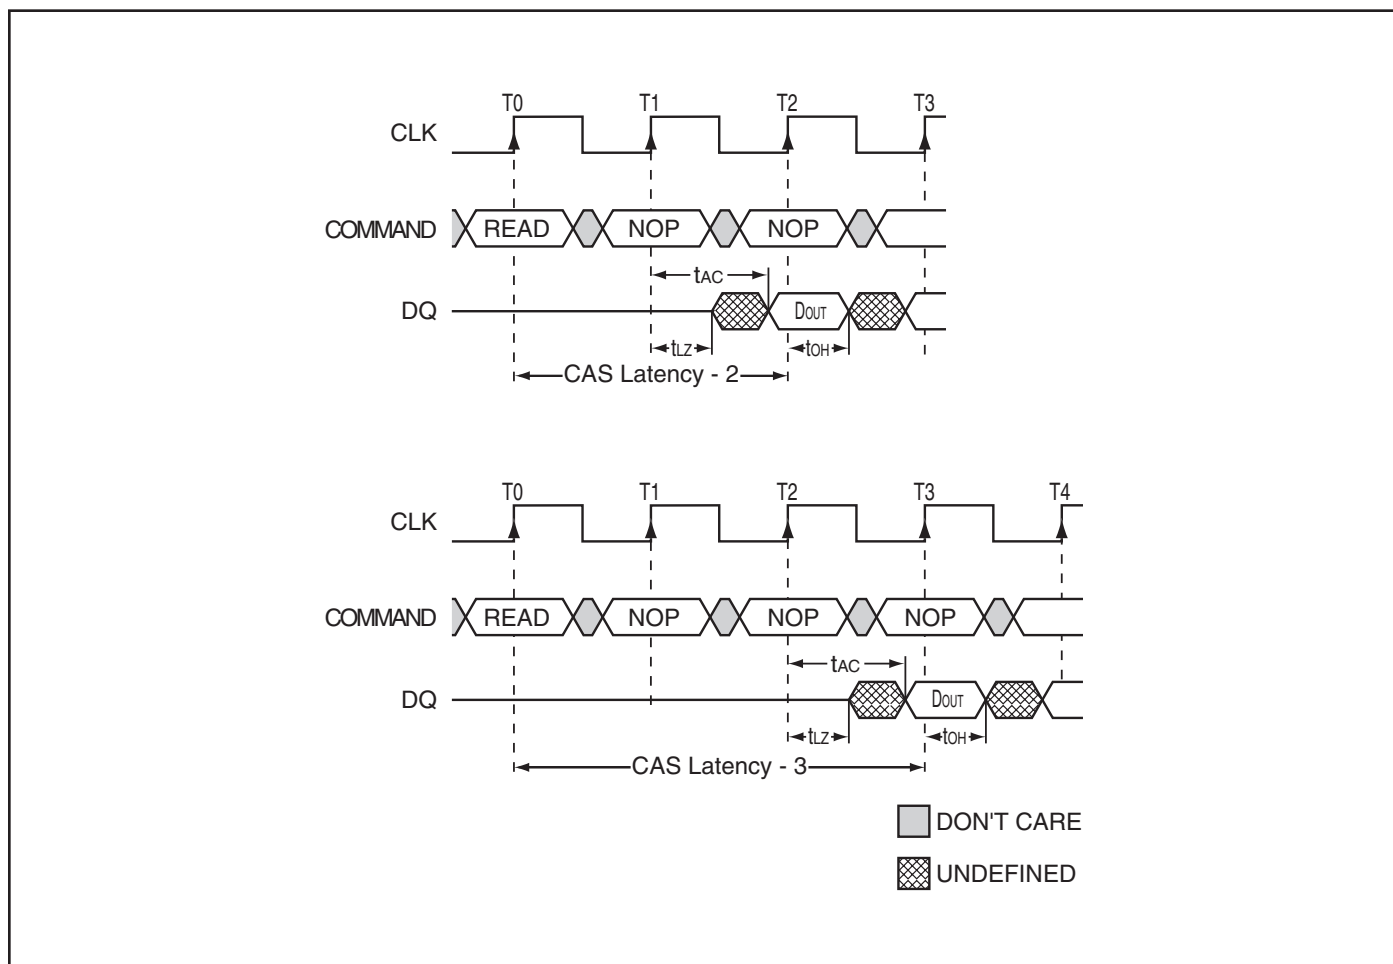 T0 T1 T2 T3
CLK
COMMAND READ NOP NOP
tAC
DQ DOUT
tLZ tOH
CAS Latency - 2
T0 T1 T2 T3 T4
CLK
COMMAND READ NOP NOP NOP
tAC
DQ DOUT
tLZ tOH
CAS Latency - 3
DON'T CARE
UNDEFINED